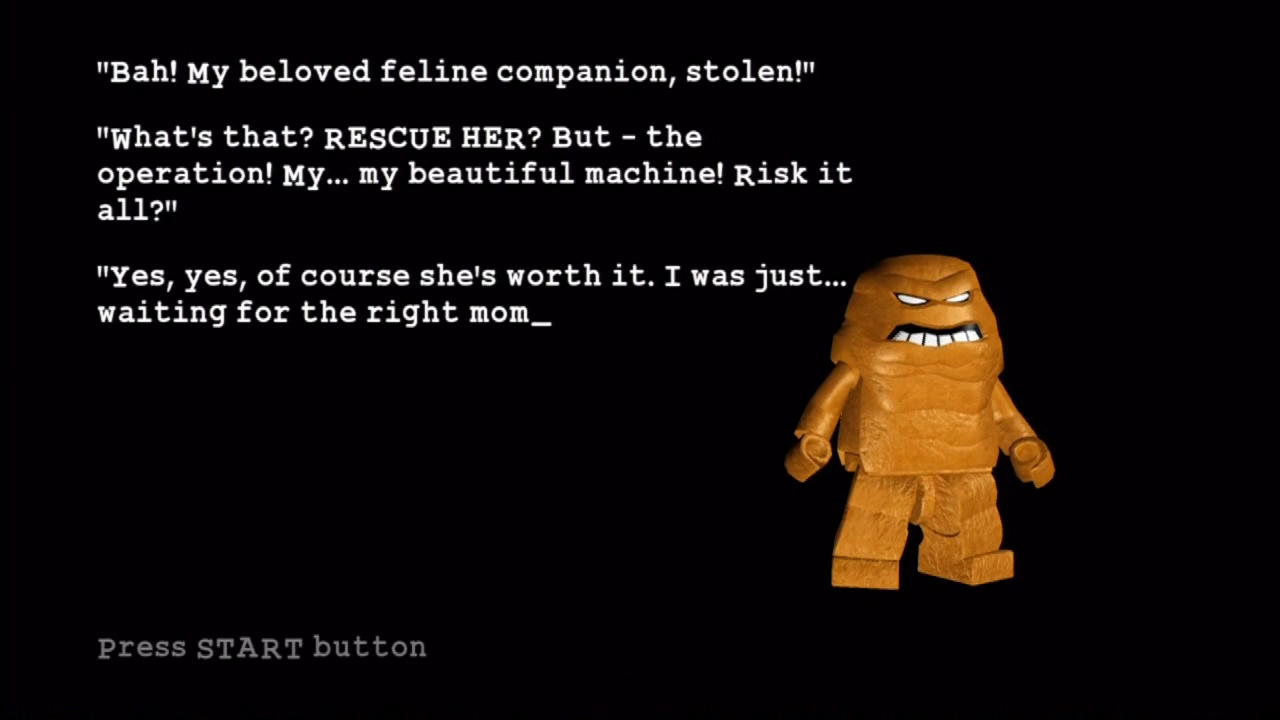 "Bah! My beloved feline companion, stolen!"
"What's that? RESCUE HER? But - the
operation! My... my beautiful machine! Risk it
all?"
"Yes, yes, of course she's worth it. I was just...
waiting for the right mom_
Press START button